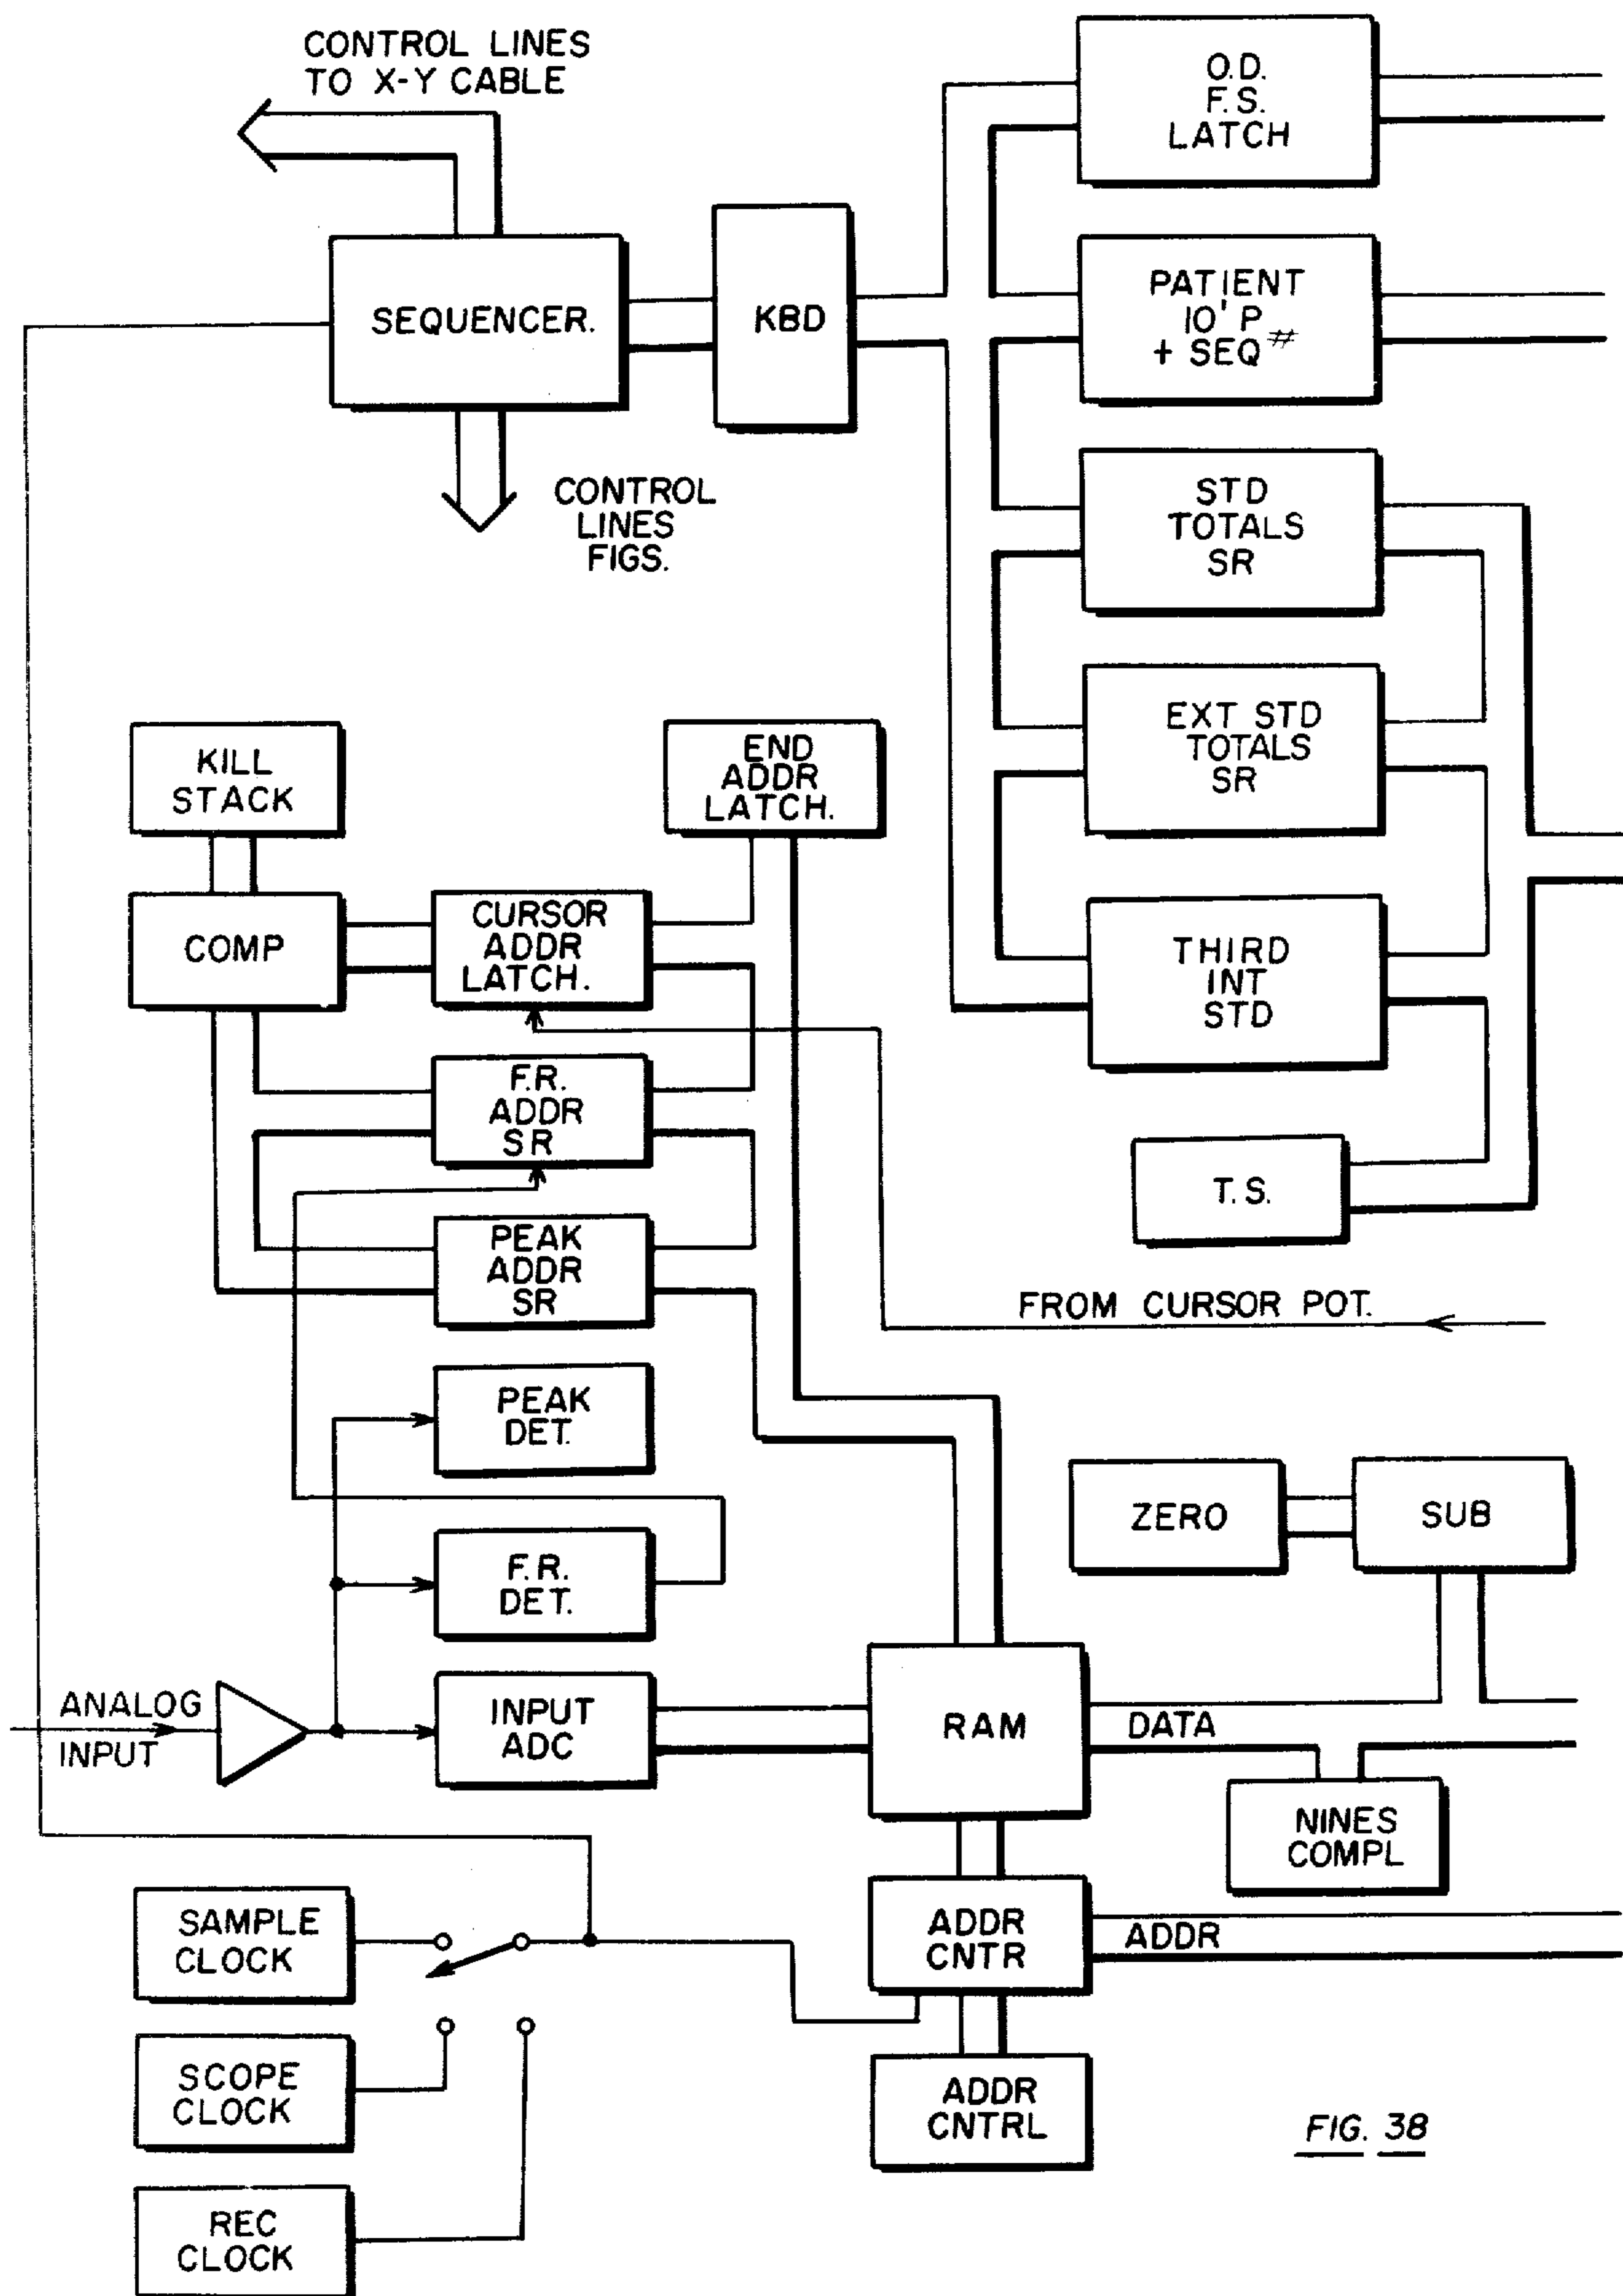 CONTROL LINES
TO X-Y CABLE
O.D.
F.S.
LATCH
SEQUENCER.
KBD
PATIENT
10' P
+ SEQ #
CONTROL
LINES
FIGS.
STD
TOTALS
SR
EXT STD
TOTALS
SR
KILL
STACK
END
ADDR
LATCH.
COMP
CURSOR
ADDR
LATCH.
THIRD
INT
STD
F.R.
ADDR
SR
T.S.
PEAK
ADDR
SR
FROM CURSOR POT.
PEAK
DET.
ZERO
SUB
F.R.
DET.
ANALOG
INPUT
INPUT
ADC
RAM
DATA
NINES
COMPL
SAMPLE
CLOCK
ADDR
CNTR
ADDR
SCOPE
CLOCK
ADDR
CNTRL
FIG. 38
REC
CLOCK